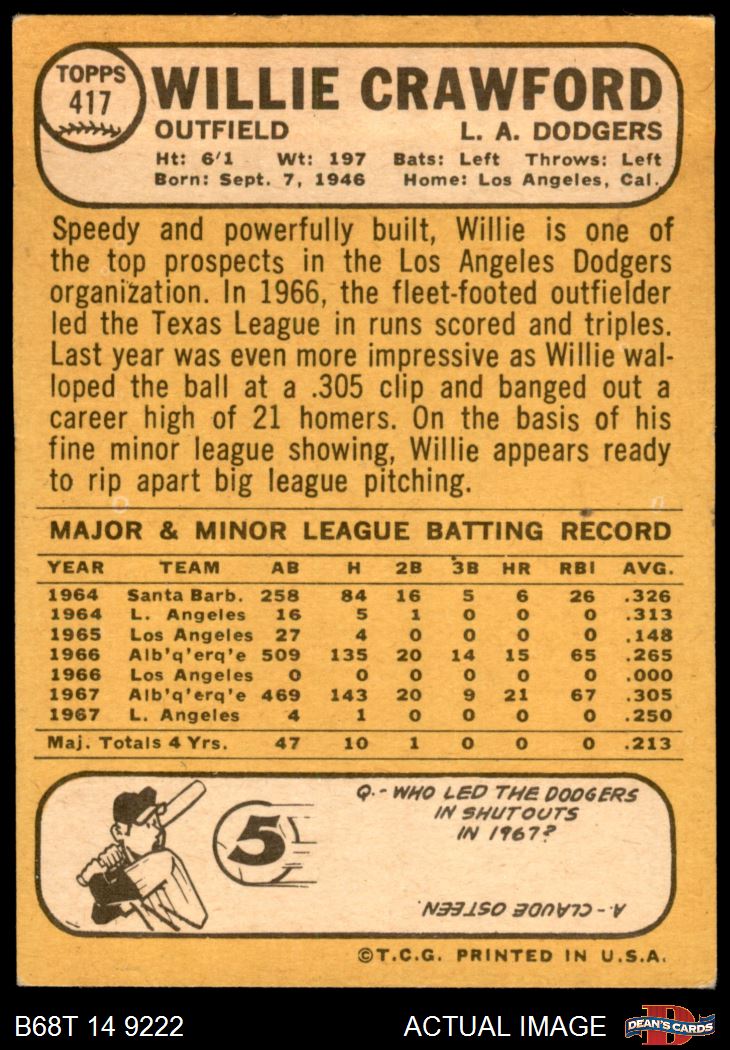 TOPPS
417
WILLIE CRAWFORD
OUTFIELD L. A. DODGERS
Ht: 6'1 Wt: 197 Bats: Left Throws: Left
Born: Sept. 7, 1946 Home: Los Angeles, Cal.
Speedy and powerfully built, Willie is one of
the top prospects in the Los Angeles Dodgers
organization. In 1966, the fleet-footed outfielder
led the Texas League in runs scored and triples.
Last year was even more impressive as Willie wal-
loped the ball at a .305 clip and banged out a
career high of 21 homers. On the basis of his
fine minor league showing, Willie appears ready
to rip apart big league pitching.
MAJOR & MINOR LEAGUE BATTING RECORD
YEAR TEAM AB H 2B 3B HR RBI AVG.
1964 Santa Barb. 258 84 16 5 6 26 .326
1964 L. Angeles 16 5 1 0 0 0 .313
1965 Los Angeles 27 4 0 0 0 0 .148
1966 Alb'q'erq'e 509 135 20 14 15 65 .265
1966 Los Angeles 0 0 0 0 0 0 .000
1967 Alb'q'erq'e 469 143 20 9 21 67 .305
1967 L. Angeles 4 1 0 0 0 0 .250
Maj. Totals 4 Yrs. 47 10 1 0 0 0 .213
5
Q.- WHO LED THE DODGERS
IN SHUTOUTS
IN 1967?
A.- CLAUDE OSTEEN.
©T.C.G. PRINTED IN U.S.A.
B68T 14 9222 ACTUAL IMAGE
D
DEAN'S CARDS